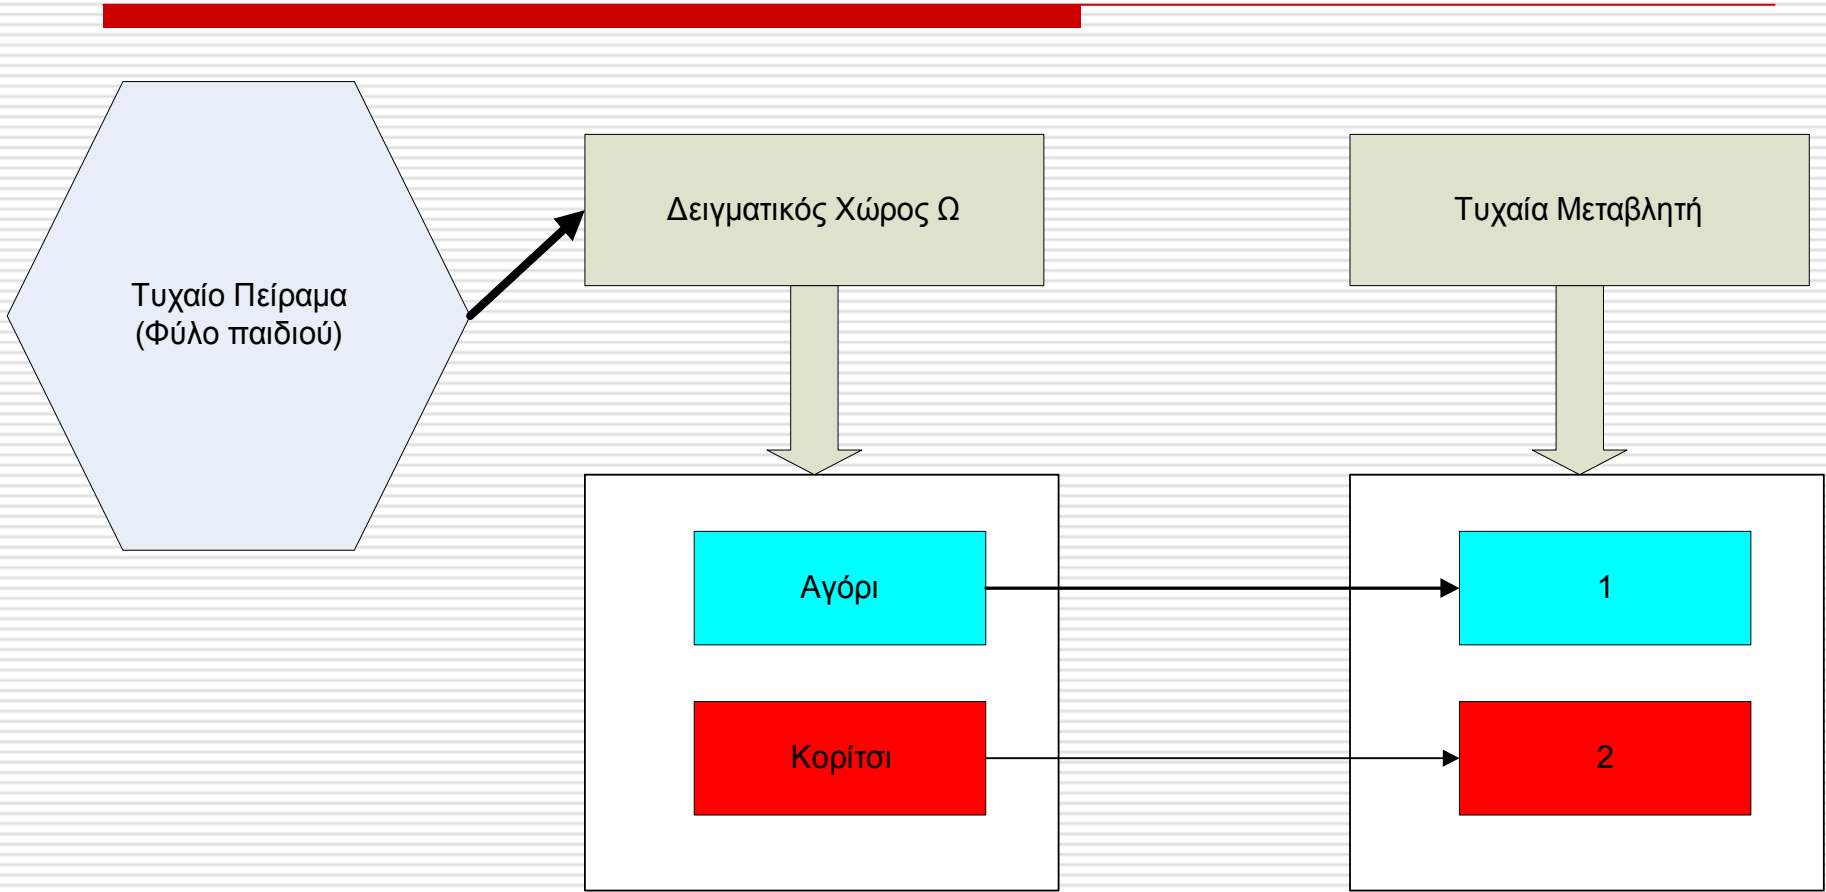 Τυχαίο Πείραμα
(Φύλο παιδιού)
Δειγματικός Χώρος Ω
Τυχαία Μεταβλητή
Αγόρι
1
Κορίτσι
2